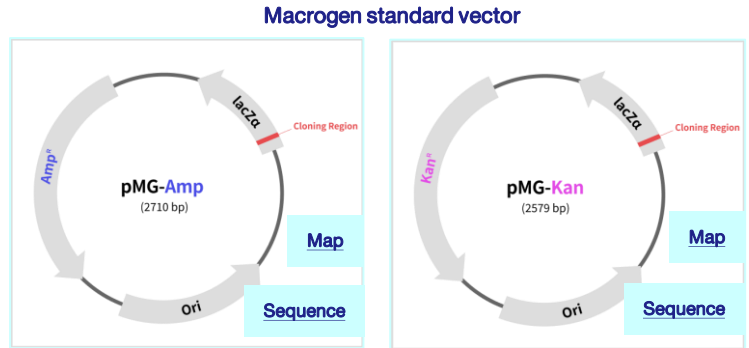 Macrogen standard vector
lacZα
Cloning Region
Ampᴿ
pMG-Amp
(2710 bp)
Map
Ori
Sequence
lacZα
Cloning Region
Kanᴿ
pMG-Kan
(2579 bp)
Map
Ori
Sequence